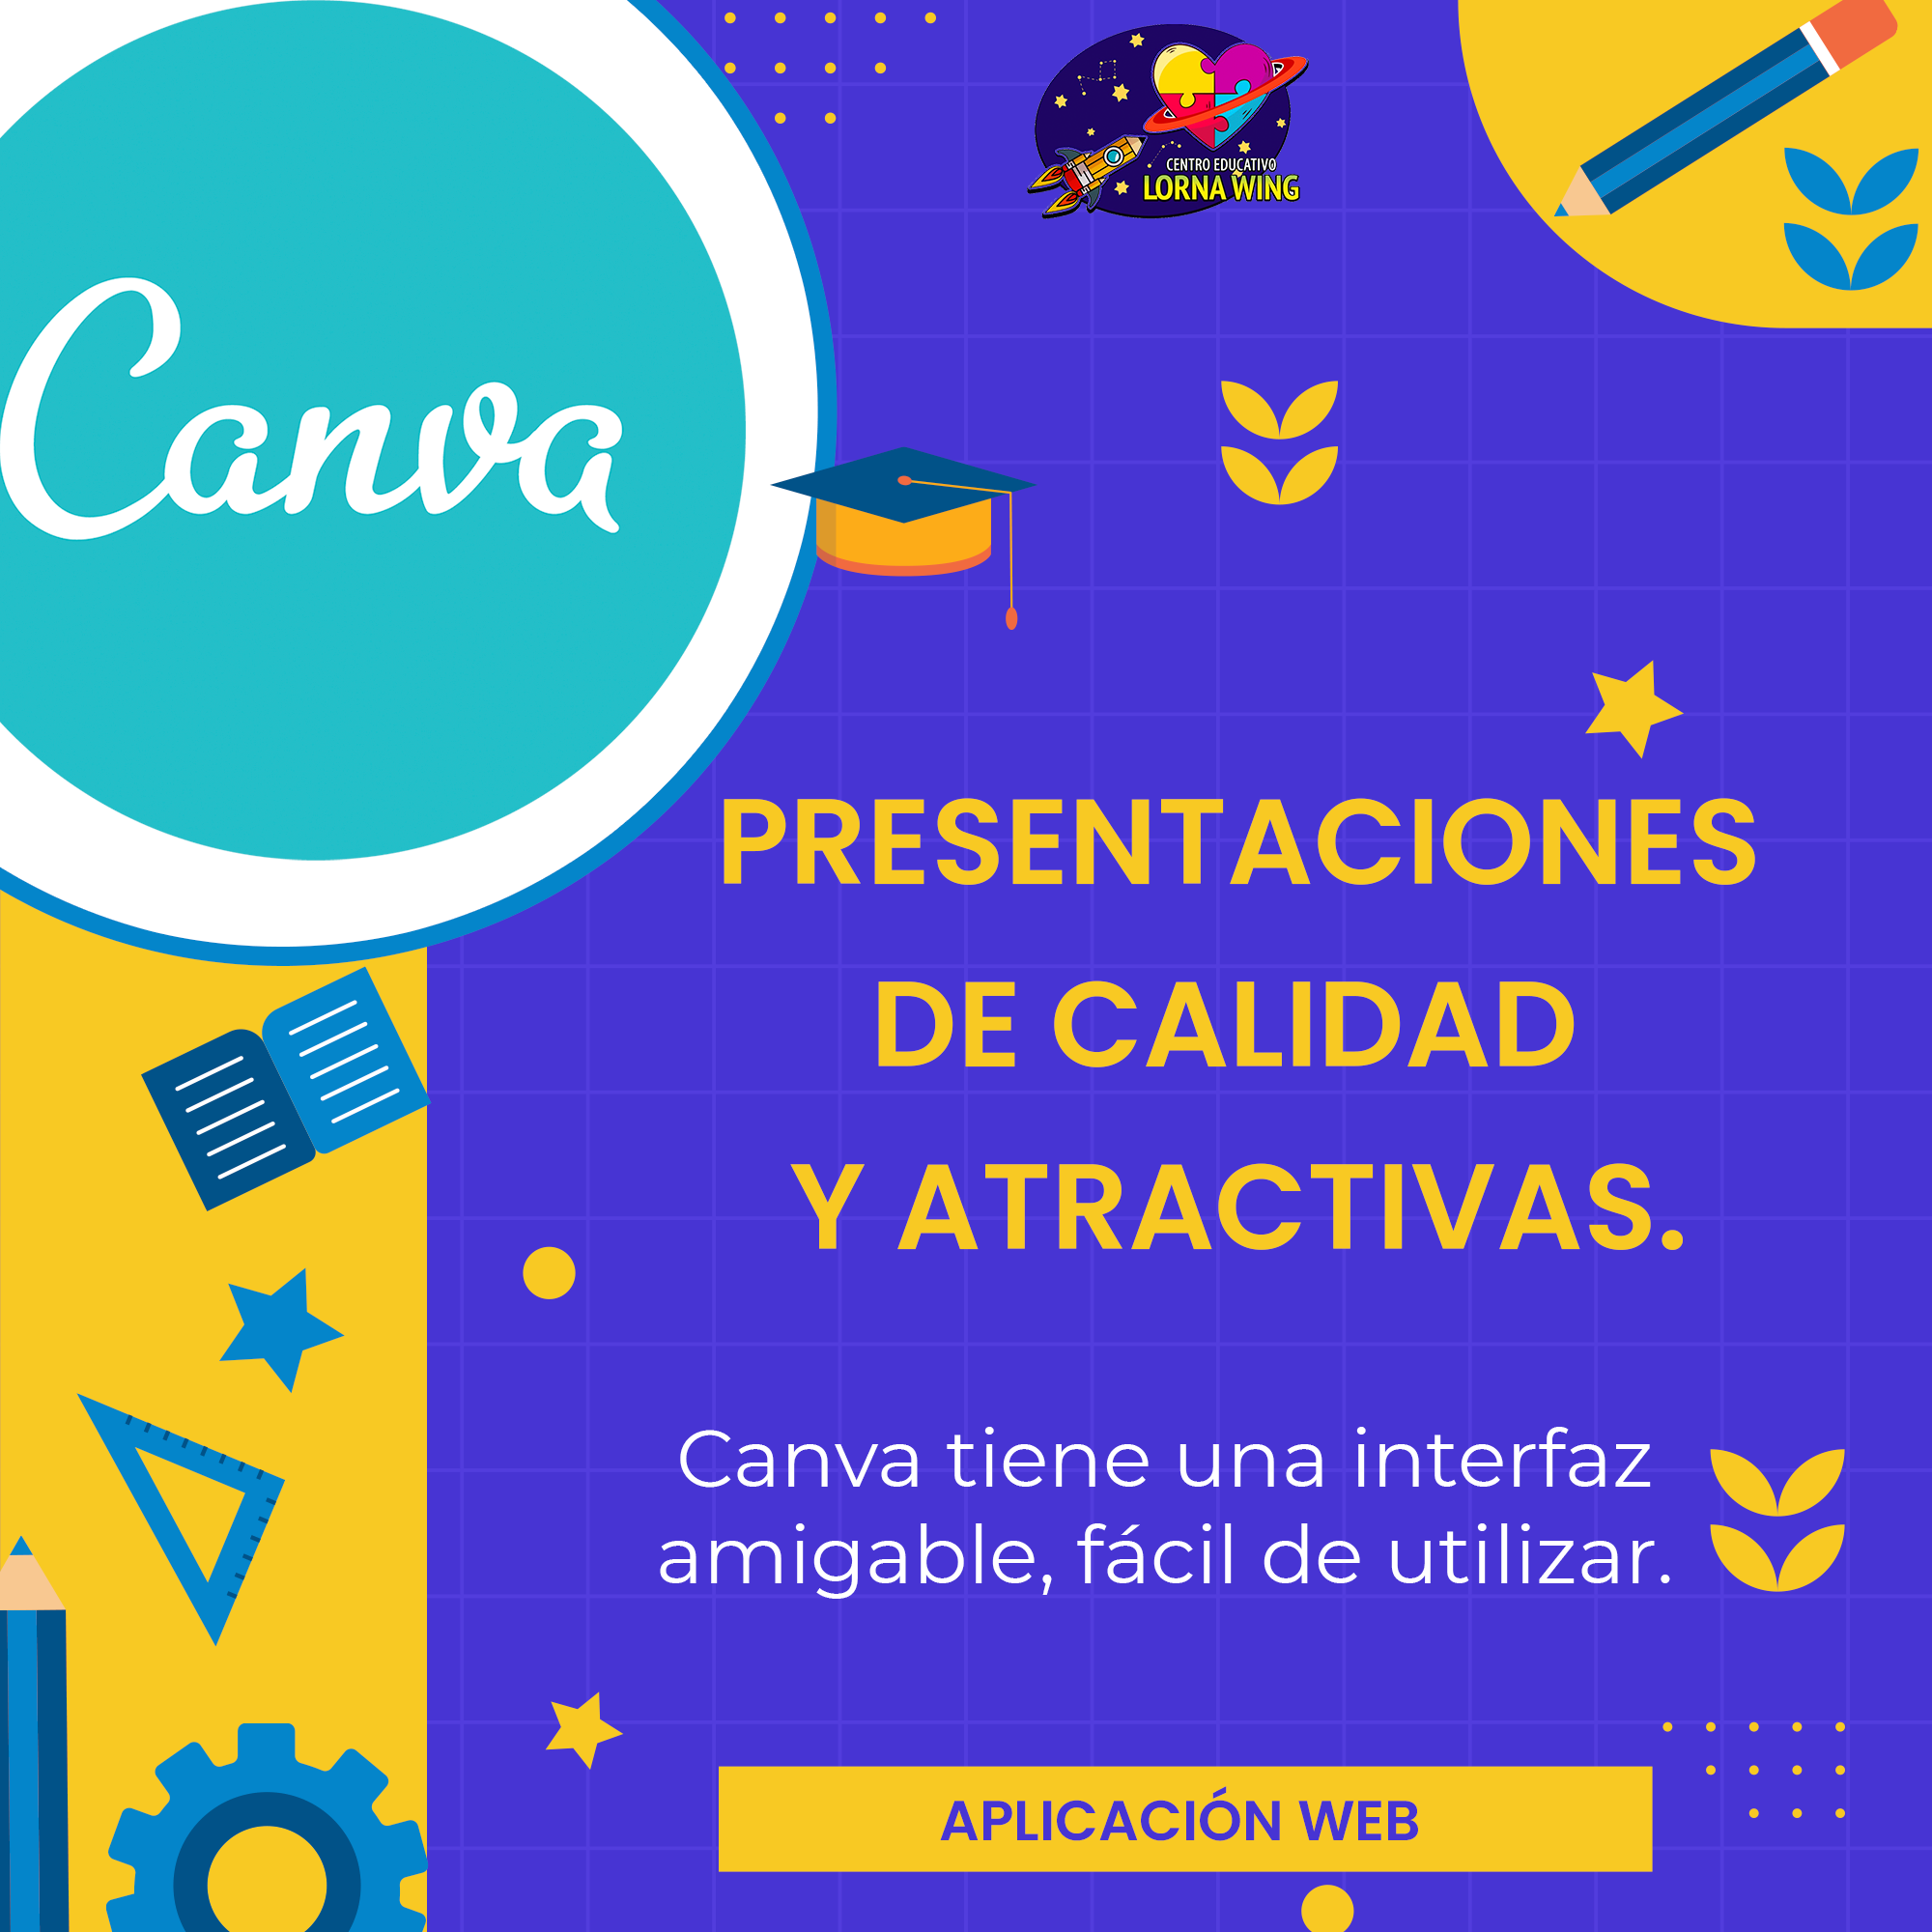 Canva
CENTRO EDUCATIVO
LORNA WING
PRESENTACIONES
DE CALIDAD
Y ATRACTIVAS.
Canva tiene una interfaz
amigable, fácil de utilizar.
APLICACIÓN WEB